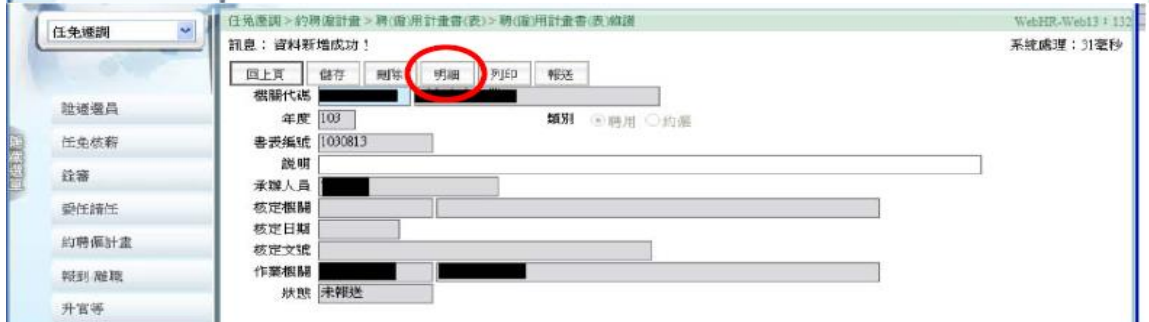 任免遷調
任免遷調>約聘僱計畫>聘(僱)用計畫書(表)>聘(僱)用計畫書(表)維護
WebHR-Web13：132
訊息：資料新增成功！
系統處理：31毫秒
回上頁 儲存 刪除 明細 列印 報送
機關代碼
年度 103 類別 聘用 約僱
書表編號 1030813
說明
承辦人員
核定機關
核定日期
核定文號
作業機關
狀態 未報送
陞遷選員
任免核薪
銓審
委任請任
約聘僱計畫
報到/離職
升官等